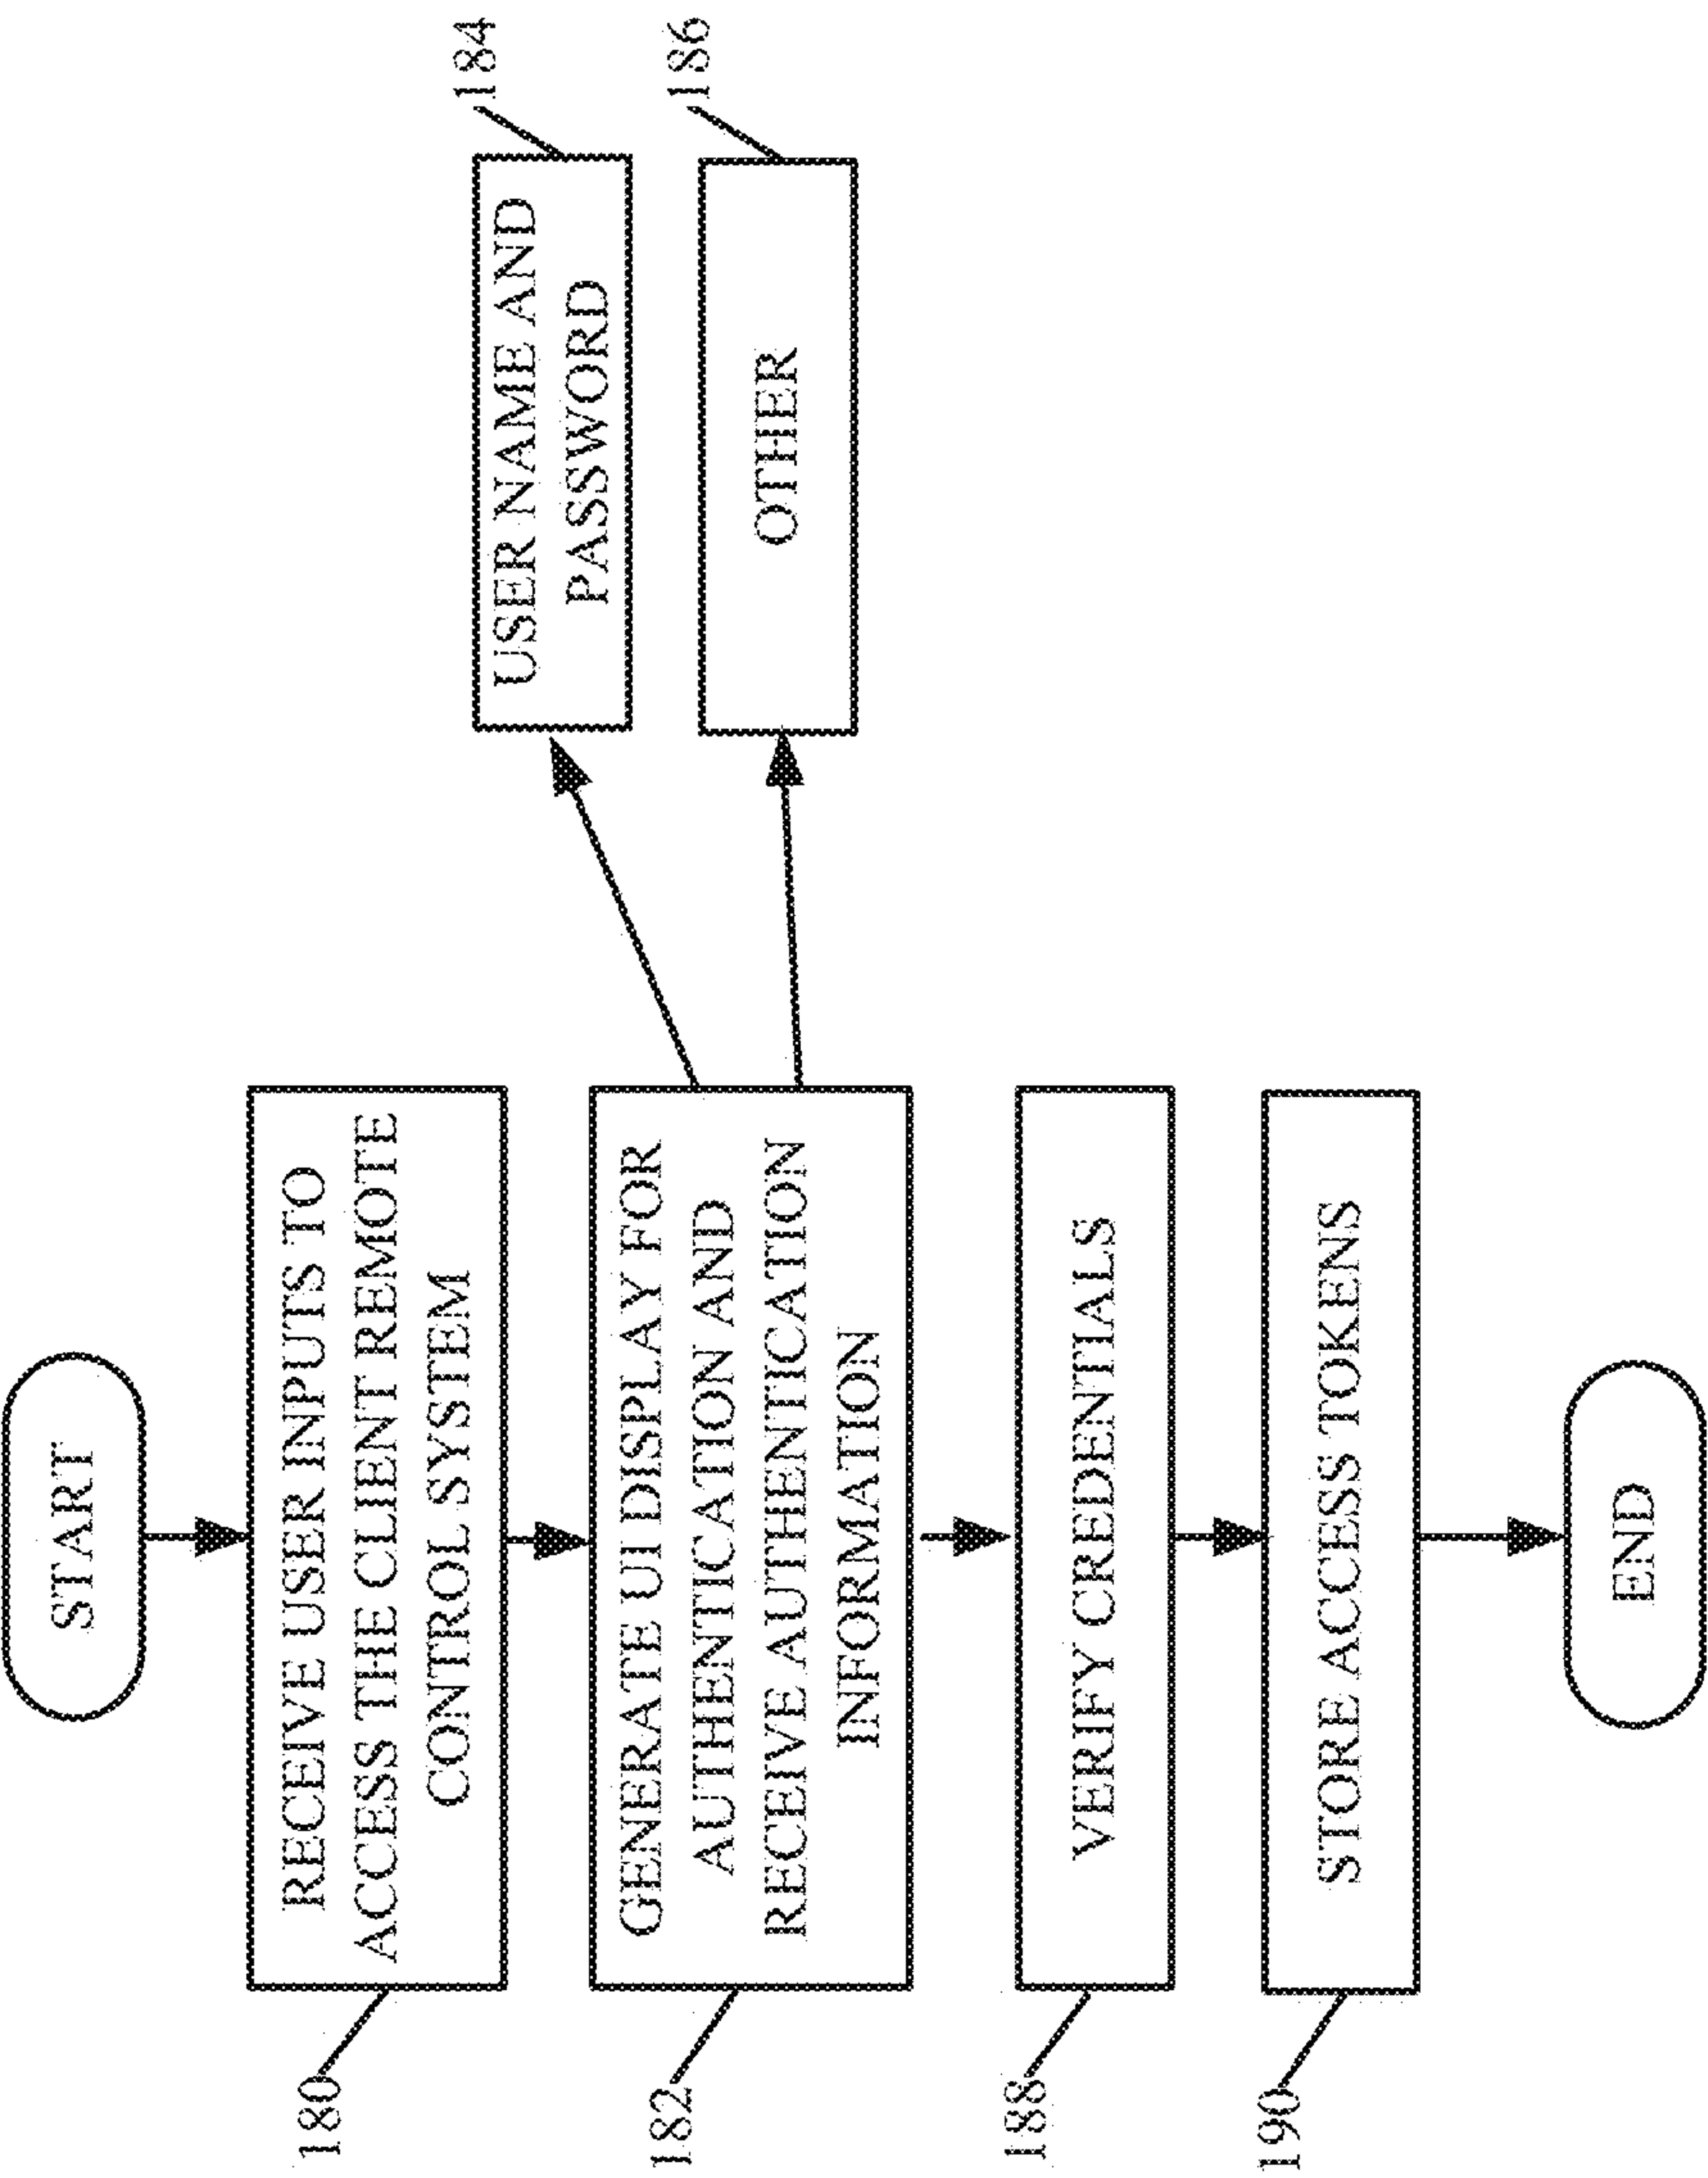 START
180
RECEIVE USER INPUTS TO
ACCESS THE CLIENT REMOTE
CONTROL SYSTEM
182
GENERATE UI DISPLAY FOR
AUTHENTICATION AND
RECEIVE AUTHENTICATION
INFORMATION
184
USER NAME AND
PASSWORD
186
OTHER
188
VERIFY CREDENTIALS
190
STORE ACCESS TOKENS
END